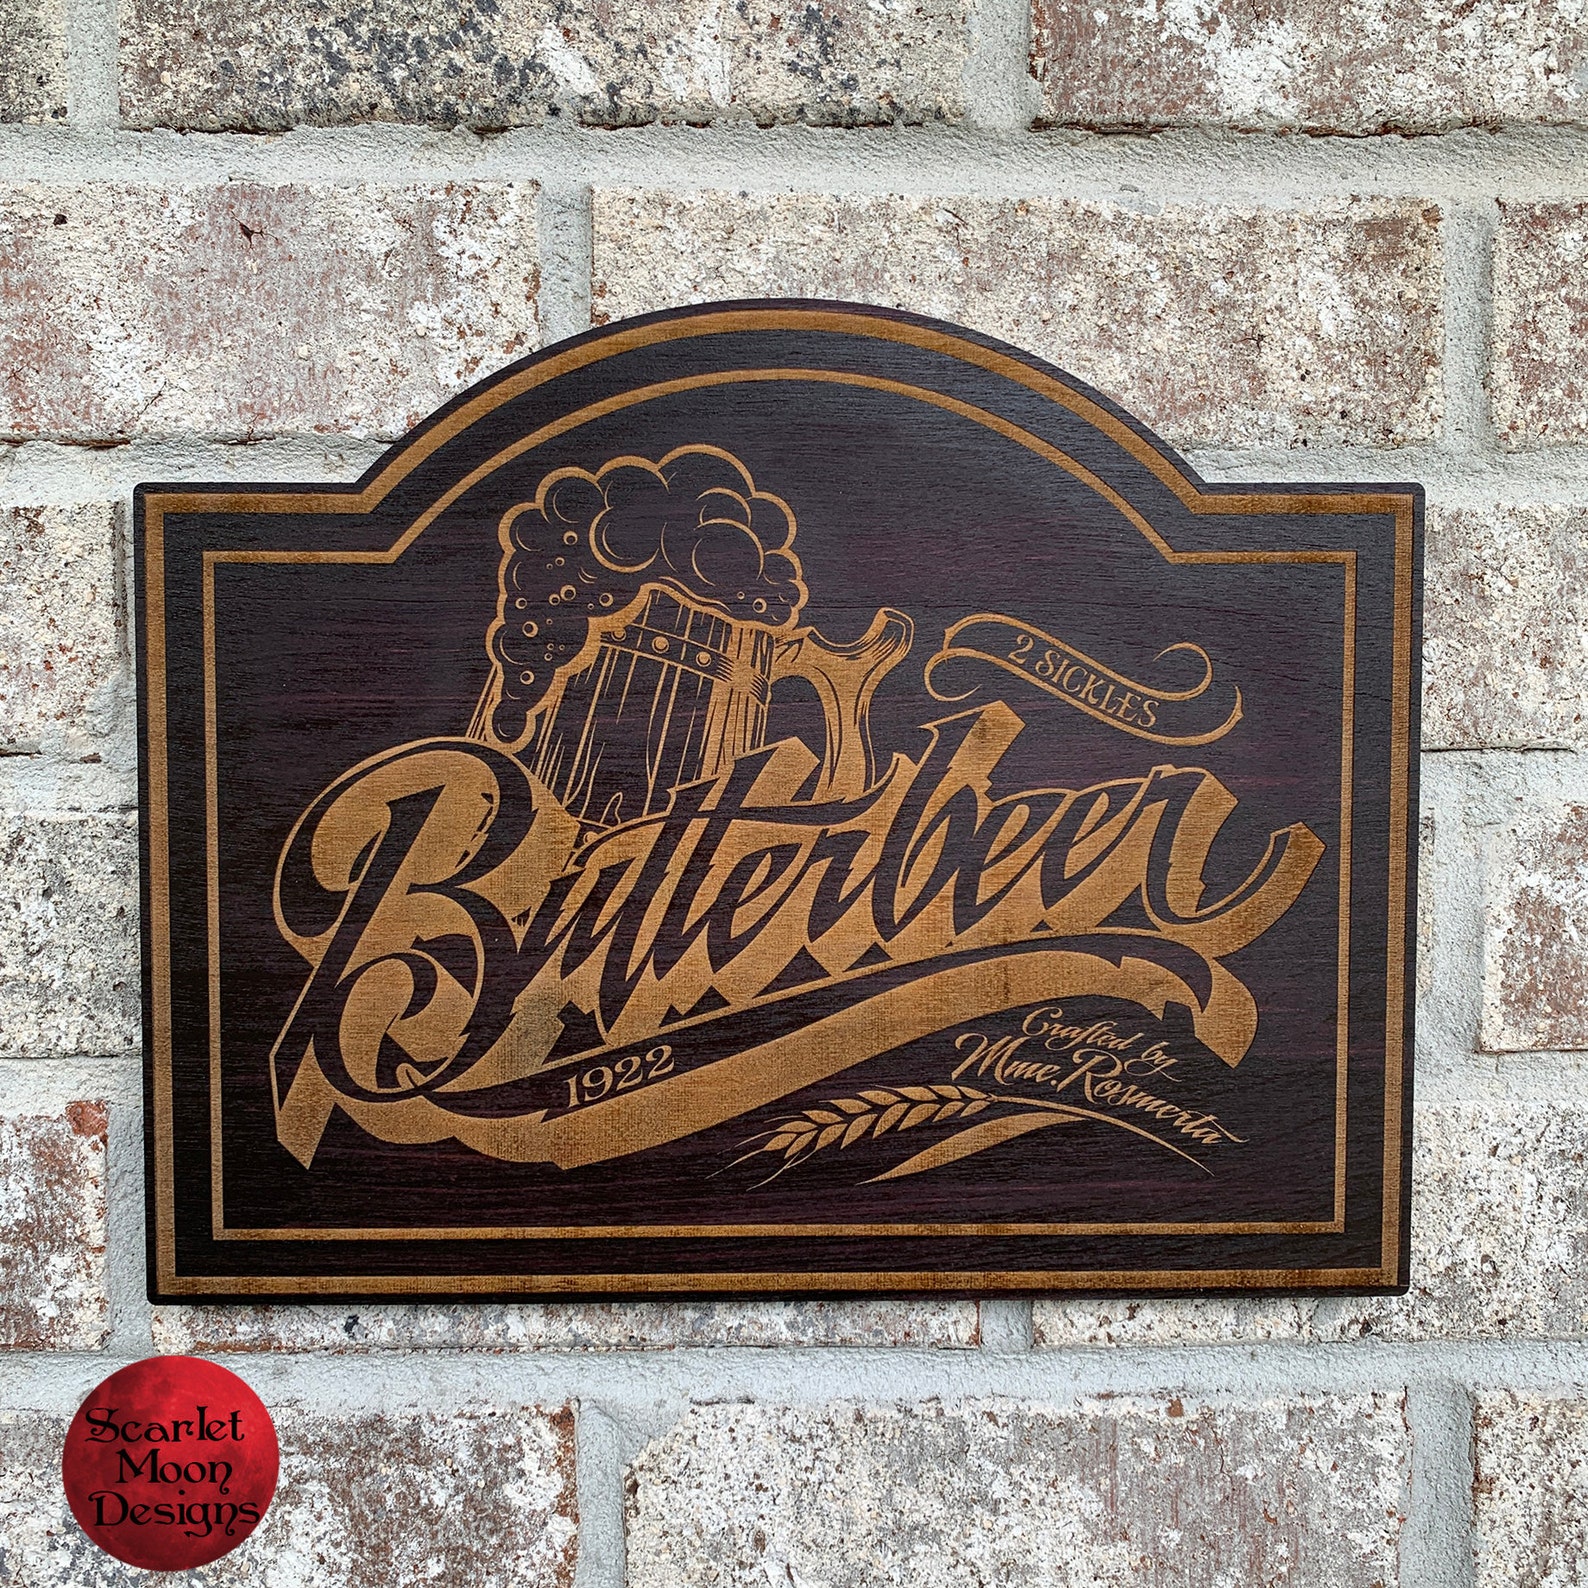 2 SICKLES
Butterbeer
1922
Crafted by
Mme. Rosmerta
Scarlet
Moon
Designs